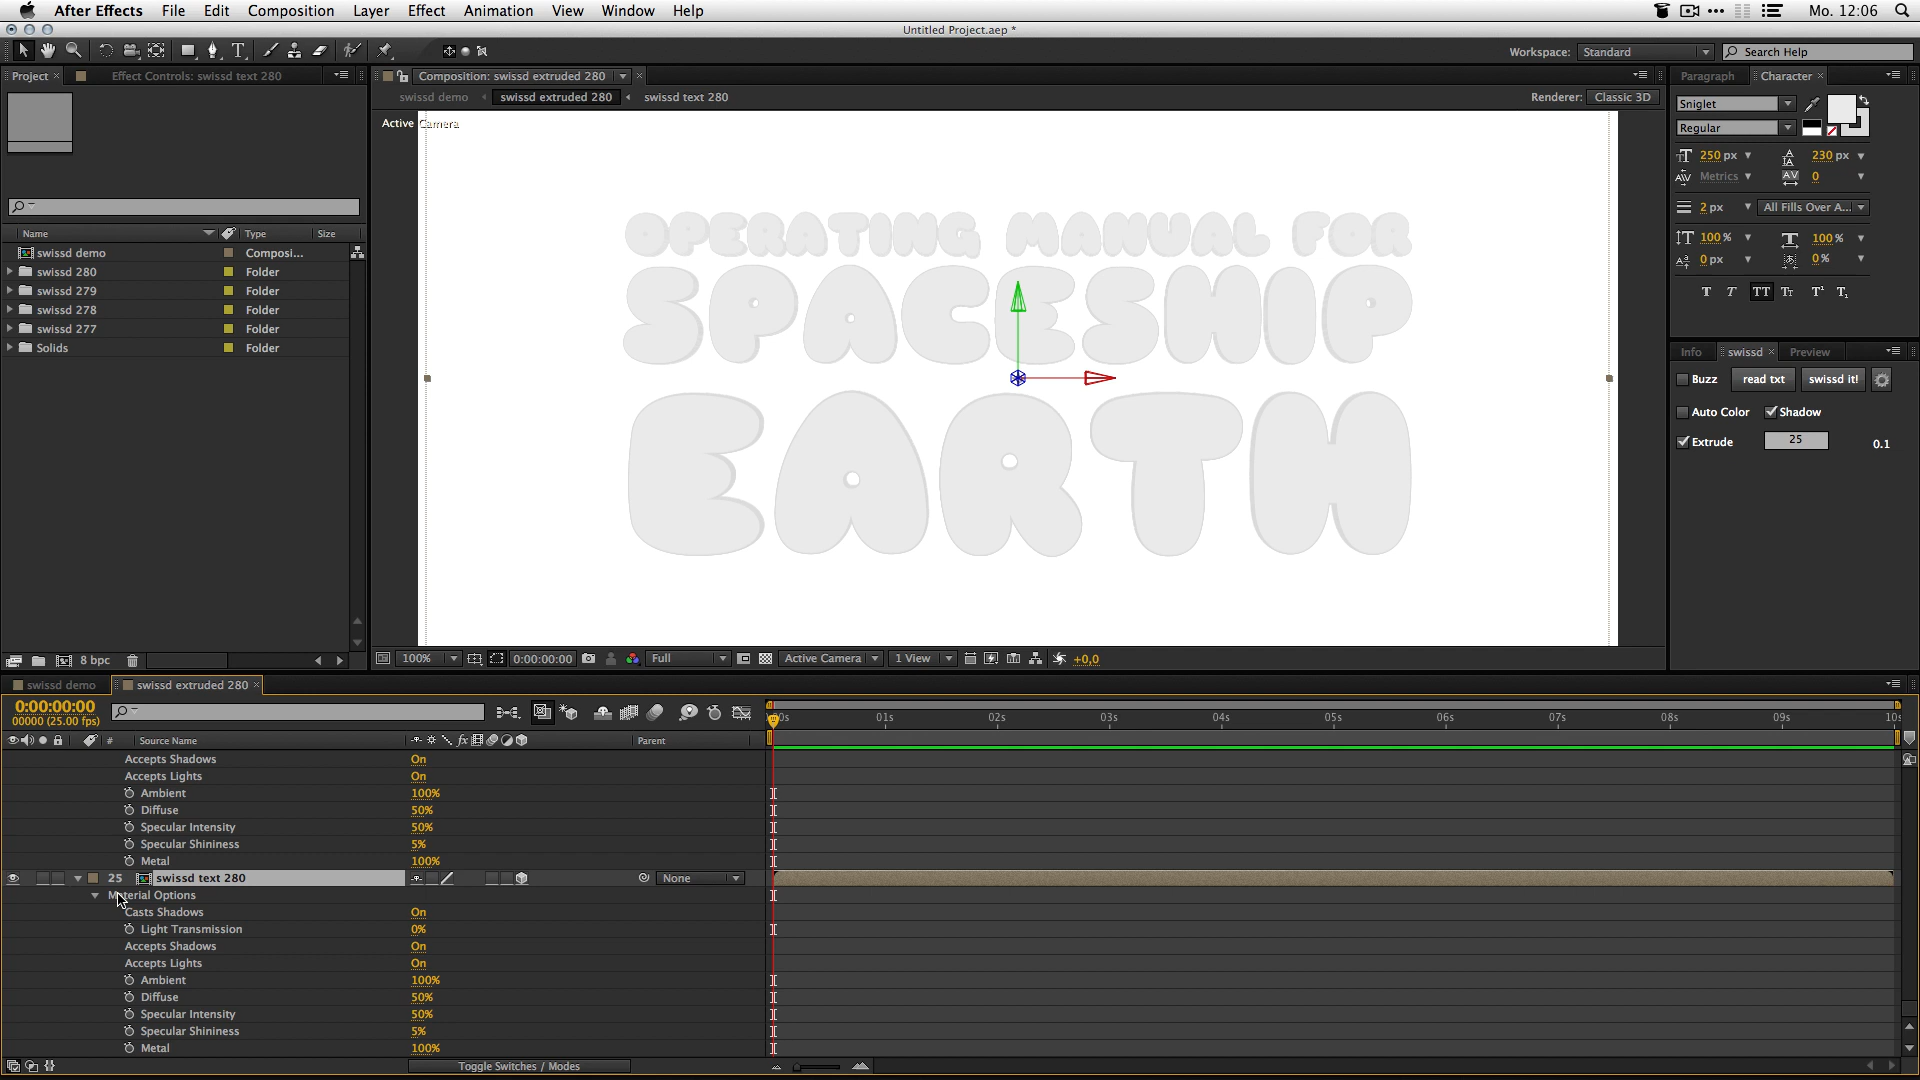 After Effects File Edit Composition Layer Effect Animation View Window Help Mo. 12:06
Untitled Project.aep *
Workspace: Standard Search Help
Project × Effect Controls: swissd text 280
Composition: swissd extruded 280 ×
Paragraph Character ×
swissd demo swissd extruded 280 swissd text 280
Renderer: Classic 3D
Active Camera
Sniglet
Regular
250 px 230 px
Metrics 0
2 px All Fills Over A...
100% 100%
0 px 0%
T T TT Tt
Name Type Size
swissd demo Composi...
swissd 280 Folder
swissd 279 Folder
swissd 278 Folder
swissd 277 Folder
Solids Folder
OPERATING MANUAL FOR
SPACESHIP
EARTH
Info swissd × Preview
Buzz read txt swissd it!
Auto Color Shadow
Extrude 25 0.1
8 bpc
100% 0:00:00:00 Full Active Camera 1 View +0,0
swissd demo swissd extruded 280 ×
0:00:00:00
00000 (25.00 fps)
01s 02s 03s 04s 05s 06s 07s 08s 09s
# Source Name Parent
Accepts Shadows On
Accepts Lights On
Ambient 100%
Diffuse 50%
Specular Intensity 50%
Specular Shininess 5%
Metal 100%
25 swissd text 280 None
Material Options
Casts Shadows On
Light Transmission 0%
Accepts Shadows On
Accepts Lights On
Ambient 100%
Diffuse 50%
Specular Intensity 50%
Specular Shininess 5%
Metal 100%
Toggle Switches / Modes